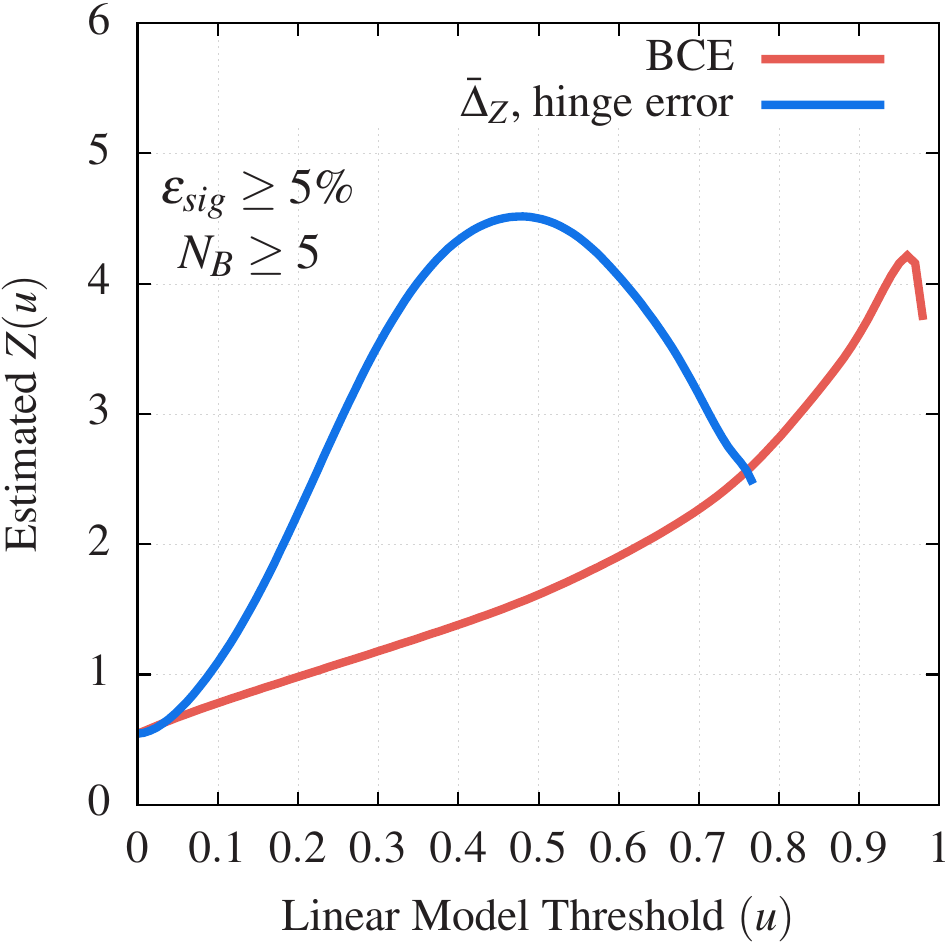 BCE
Δ̄_Z, hinge error
ε_sig ≥ 5%
N_B ≥ 5
Estimated Z(u)
6
5
4
3
2
1
0
0 0.1 0.2 0.3 0.4 0.5 0.6 0.7 0.8 0.9 1
Linear Model Threshold (u)